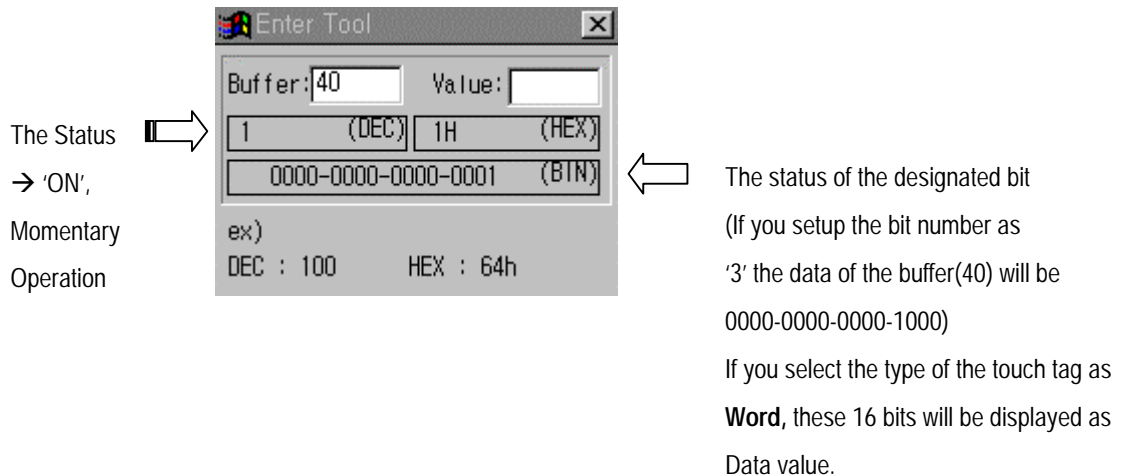 Enter Tool
Buffer: 40 Value:
1 (DEC) 1H (HEX)
0000-0000-0000-0001 (BIN)
ex)
DEC : 100 HEX : 64h
The Status
→ 'ON',
Momentary
Operation
The status of the designated bit
(If you setup the bit number as
'3' the data of the buffer(40) will be
0000-0000-0000-1000)
If you select the type of the touch tag as
Word, these 16 bits will be displayed as
Data value.